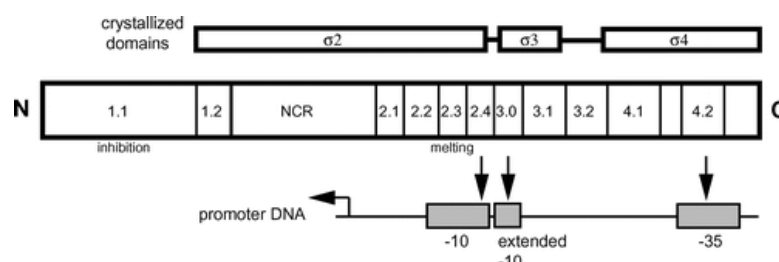 crystallized
domains
σ2 σ3 σ4
N 1.1 1.2 NCR 2.1 2.2 2.3 2.4 3.0 3.1 3.2 4.1 4.2
inhibition melting
promoter DNA
-10 extended -35
-10